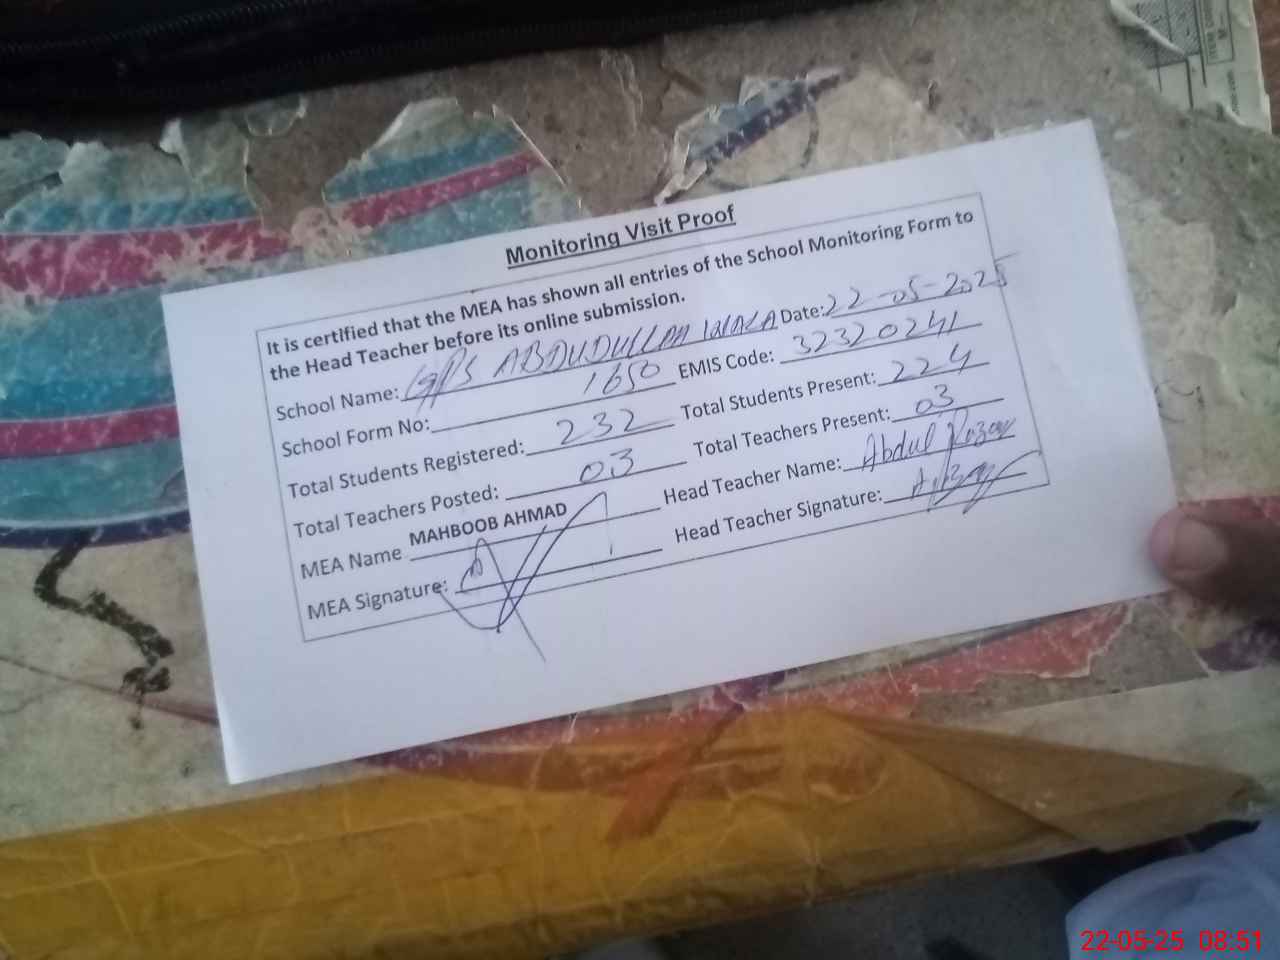 Monitoring Visit Proof
It is certified that the MEA has shown all entries of the School Monitoring Form to
the Head Teacher before its online submission.
School Name: GPS ABDUDULLAH WALA Date: 22-05-2025
School Form No: 1650 EMIS Code: 32320241
Total Students Registered: 232 Total Students Present: 224
Total Teachers Posted: 03 Total Teachers Present: 03
MEA Name MAHBOOB AHMAD Head Teacher Name: Abdul
MEA Signature: Head Teacher Signature:
22-05-25 08:51